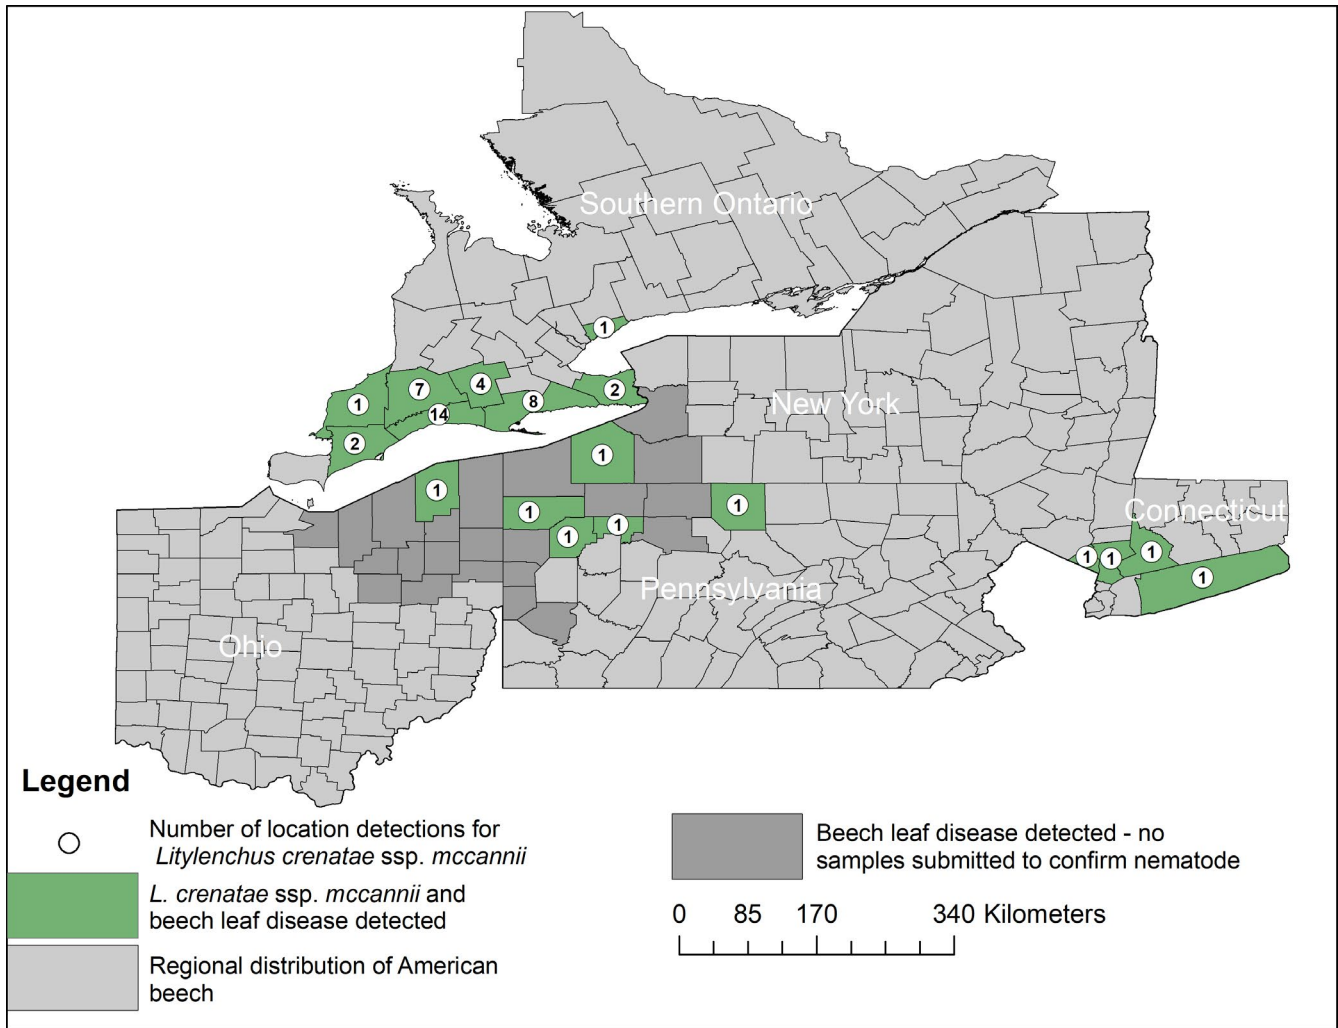 Southern Ontario
1
7
4
2
1
14
8
2
New York
1
1
1
1
Connecticut
1
1
1
1
1
1
1
Pennsylvania
Ohio
Legend
Number of location detections for
Litylenchus crenatae ssp. mccannii
L. crenatae ssp. mccannii and
beech leaf disease detected
Regional distribution of American
beech
Beech leaf disease detected - no
samples submitted to confirm nematode
0 85 170 340 Kilometers